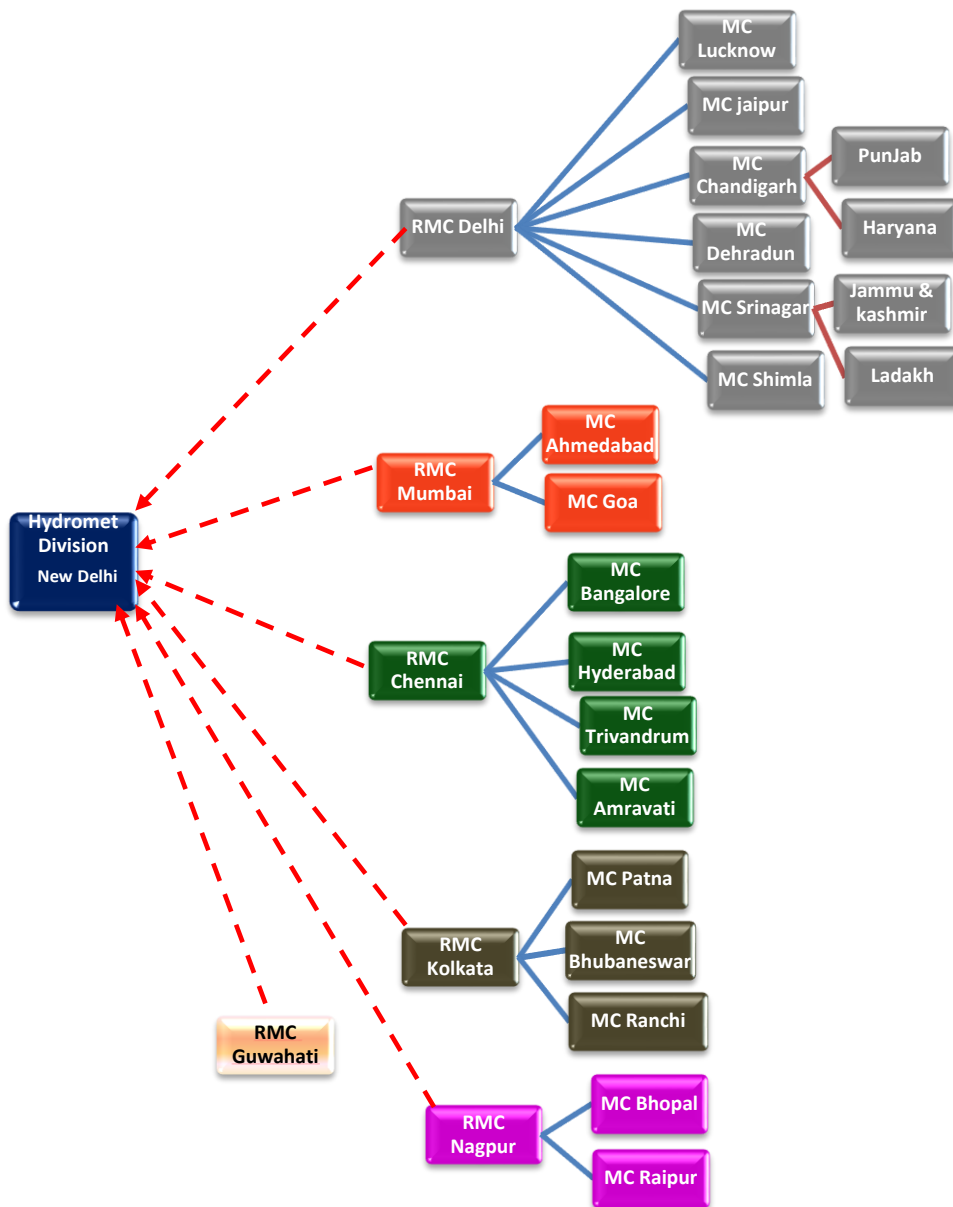 MC
Lucknow
MC jaipur
MC
Chandigarh
PunJab
Haryana
RMC Delhi
MC
Dehradun
MC Srinagar
Jammu &
kashmir
Ladakh
MC Shimla
MC
Ahmedabad
RMC
Mumbai
MC Goa
Hydromet
Division
New Delhi
MC
Bangalore
RMC
Chennai
MC
Hyderabad
MC
Trivandrum
MC
Amravati
MC Patna
RMC
Kolkata
MC
Bhubaneswar
MC Ranchi
RMC
Guwahati
MC Bhopal
RMC
Nagpur
MC Raipur